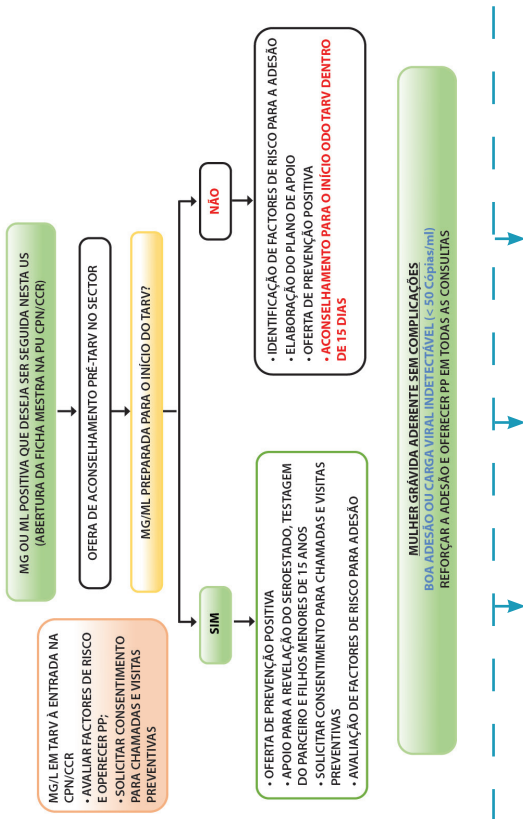 MG/L EM TARV À ENTRADA NA
CPN/CCR
• AVALIAR FACTORES DE RISCO
E OPERECER PP;
• SOLICITAR CONSENTIMENTO
PARA CHAMADAS E VISITAS
PREVENTIVAS
MG OU ML POSITIVA QUE DESEJA SER SEGUIDA NESTA US
(ABERTURA DA FICHA MESTRA NA PU CPN/CCR)
OFERA DE ACONSELHAMENTO PRÉ-TARV NO SECTOR
MG/ML PREPARADA PARA O INÍCIO DO TARV?
SIM
NÃO
• OFERTA DE PREVENÇÃO POSITIVA
• APOIO PARA A REVELAÇÃO DO SEROESTADO, TESTAGEM
DO PARCEIRO E FILHOS MENORES DE 15 ANOS
• SOLICITAR CONSENTIMENTO PARA CHAMADAS E VISITAS
PREVENTIVAS
• AVALIAÇÃO DE FACTORES DE RISCO PARA ADESÃO
• IDENTIFICAÇÃO DE FACTORES DE RISCO PARA A ADESÃO
• ELABORAÇÃO DO PLANO DE APOIO
• OFERTA DE PREVENÇÃO POSITIVA
• ACONSELHAMENTO PARA O INÍCIO ODO TARV DENTRO
DE 15 DIAS
MULHER GRÁVIDA ADERENTE SEM COMPLICAÇÕES
BOA ADESÃO OU CARGA VIRAL INDETECTÁVEL (< 50 Cópias/ml)
REFORÇAR A ADESÃO E OFERECER PP EM TODAS AS CONSULTAS